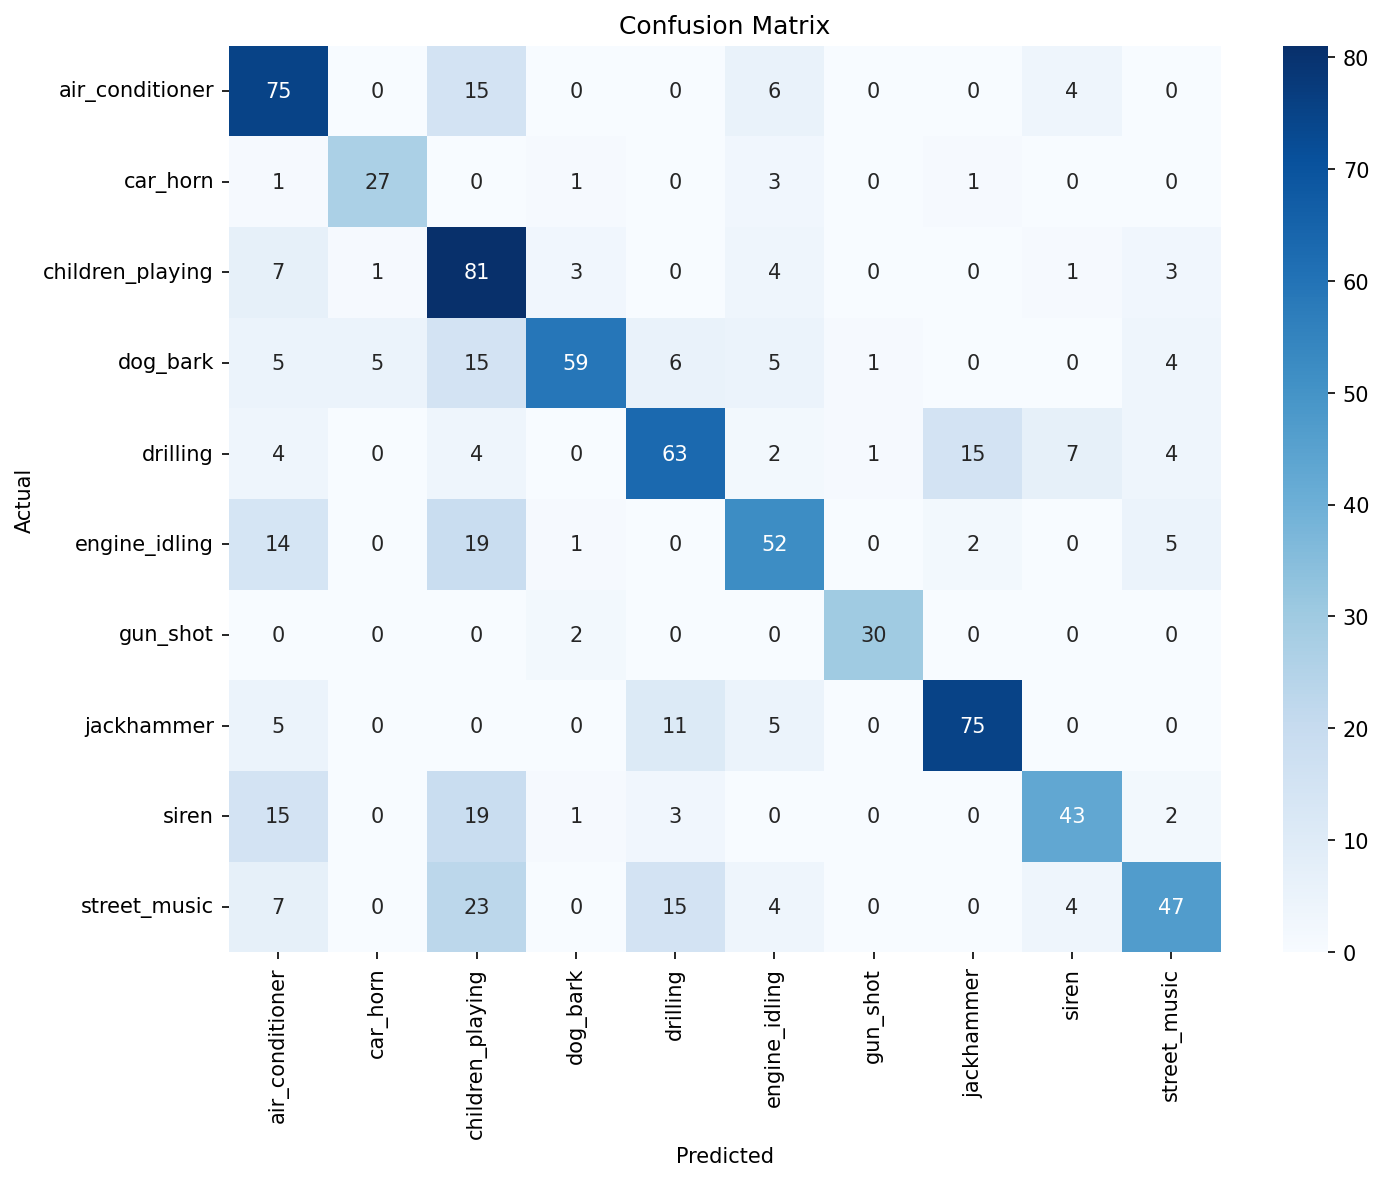 Confusion Matrix
air_conditioner 75 0 15 0 0 6 0 0 4 0
car_horn 1 27 0 1 0 3 0 1 0 0
children_playing 7 1 81 3 0 4 0 0 1 3
dog_bark 5 5 15 59 6 5 1 0 0 4
drilling 4 0 4 0 63 2 1 15 7 4
engine_idling 14 0 19 1 0 52 0 2 0 5
gun_shot 0 0 0 2 0 0 30 0 0 0
jackhammer 5 0 0 0 11 5 0 75 0 0
siren 15 0 19 1 3 0 0 0 43 2
street_music 7 0 23 0 15 4 0 0 4 47
Actual
air_conditioner
car_horn
children_playing
dog_bark
drilling
engine_idling
gun_shot
jackhammer
siren
street_music
Predicted
80
70
60
50
40
30
20
10
0